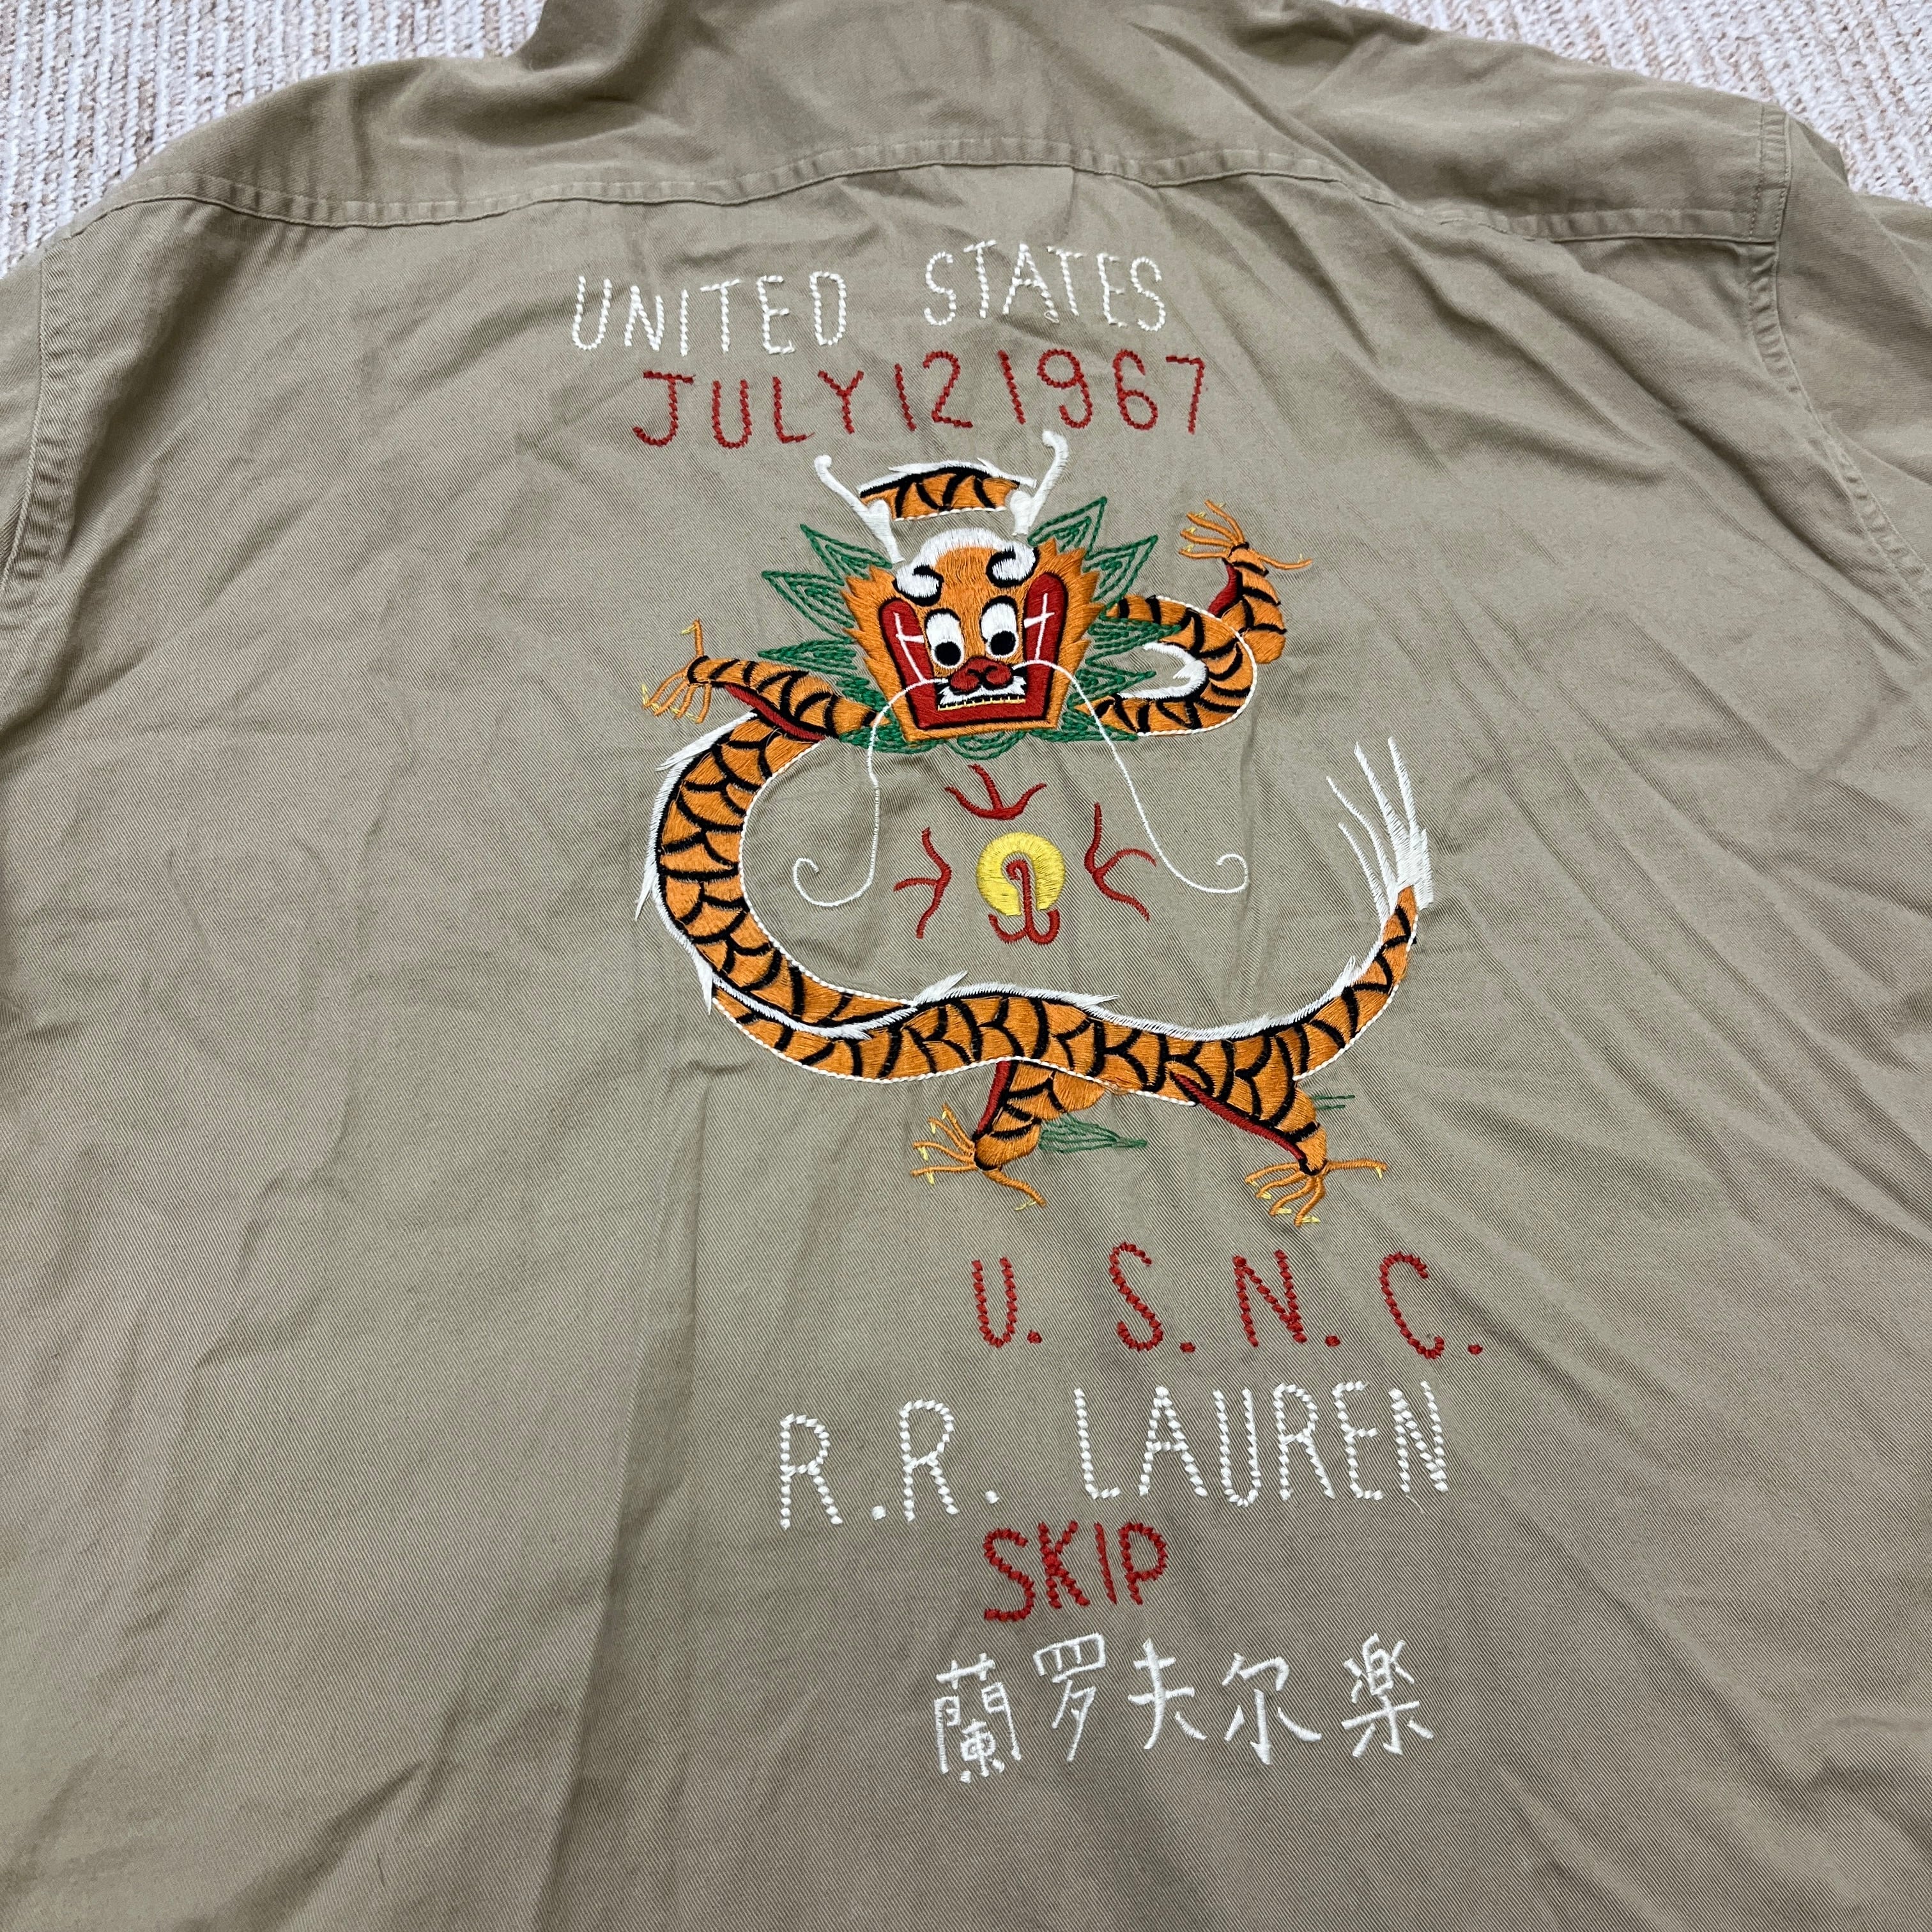 UNITED STATES
JULY 12 1967
U. S. N. C.
R.R. LAUREN
SKIP
蘭罗夫尔楽